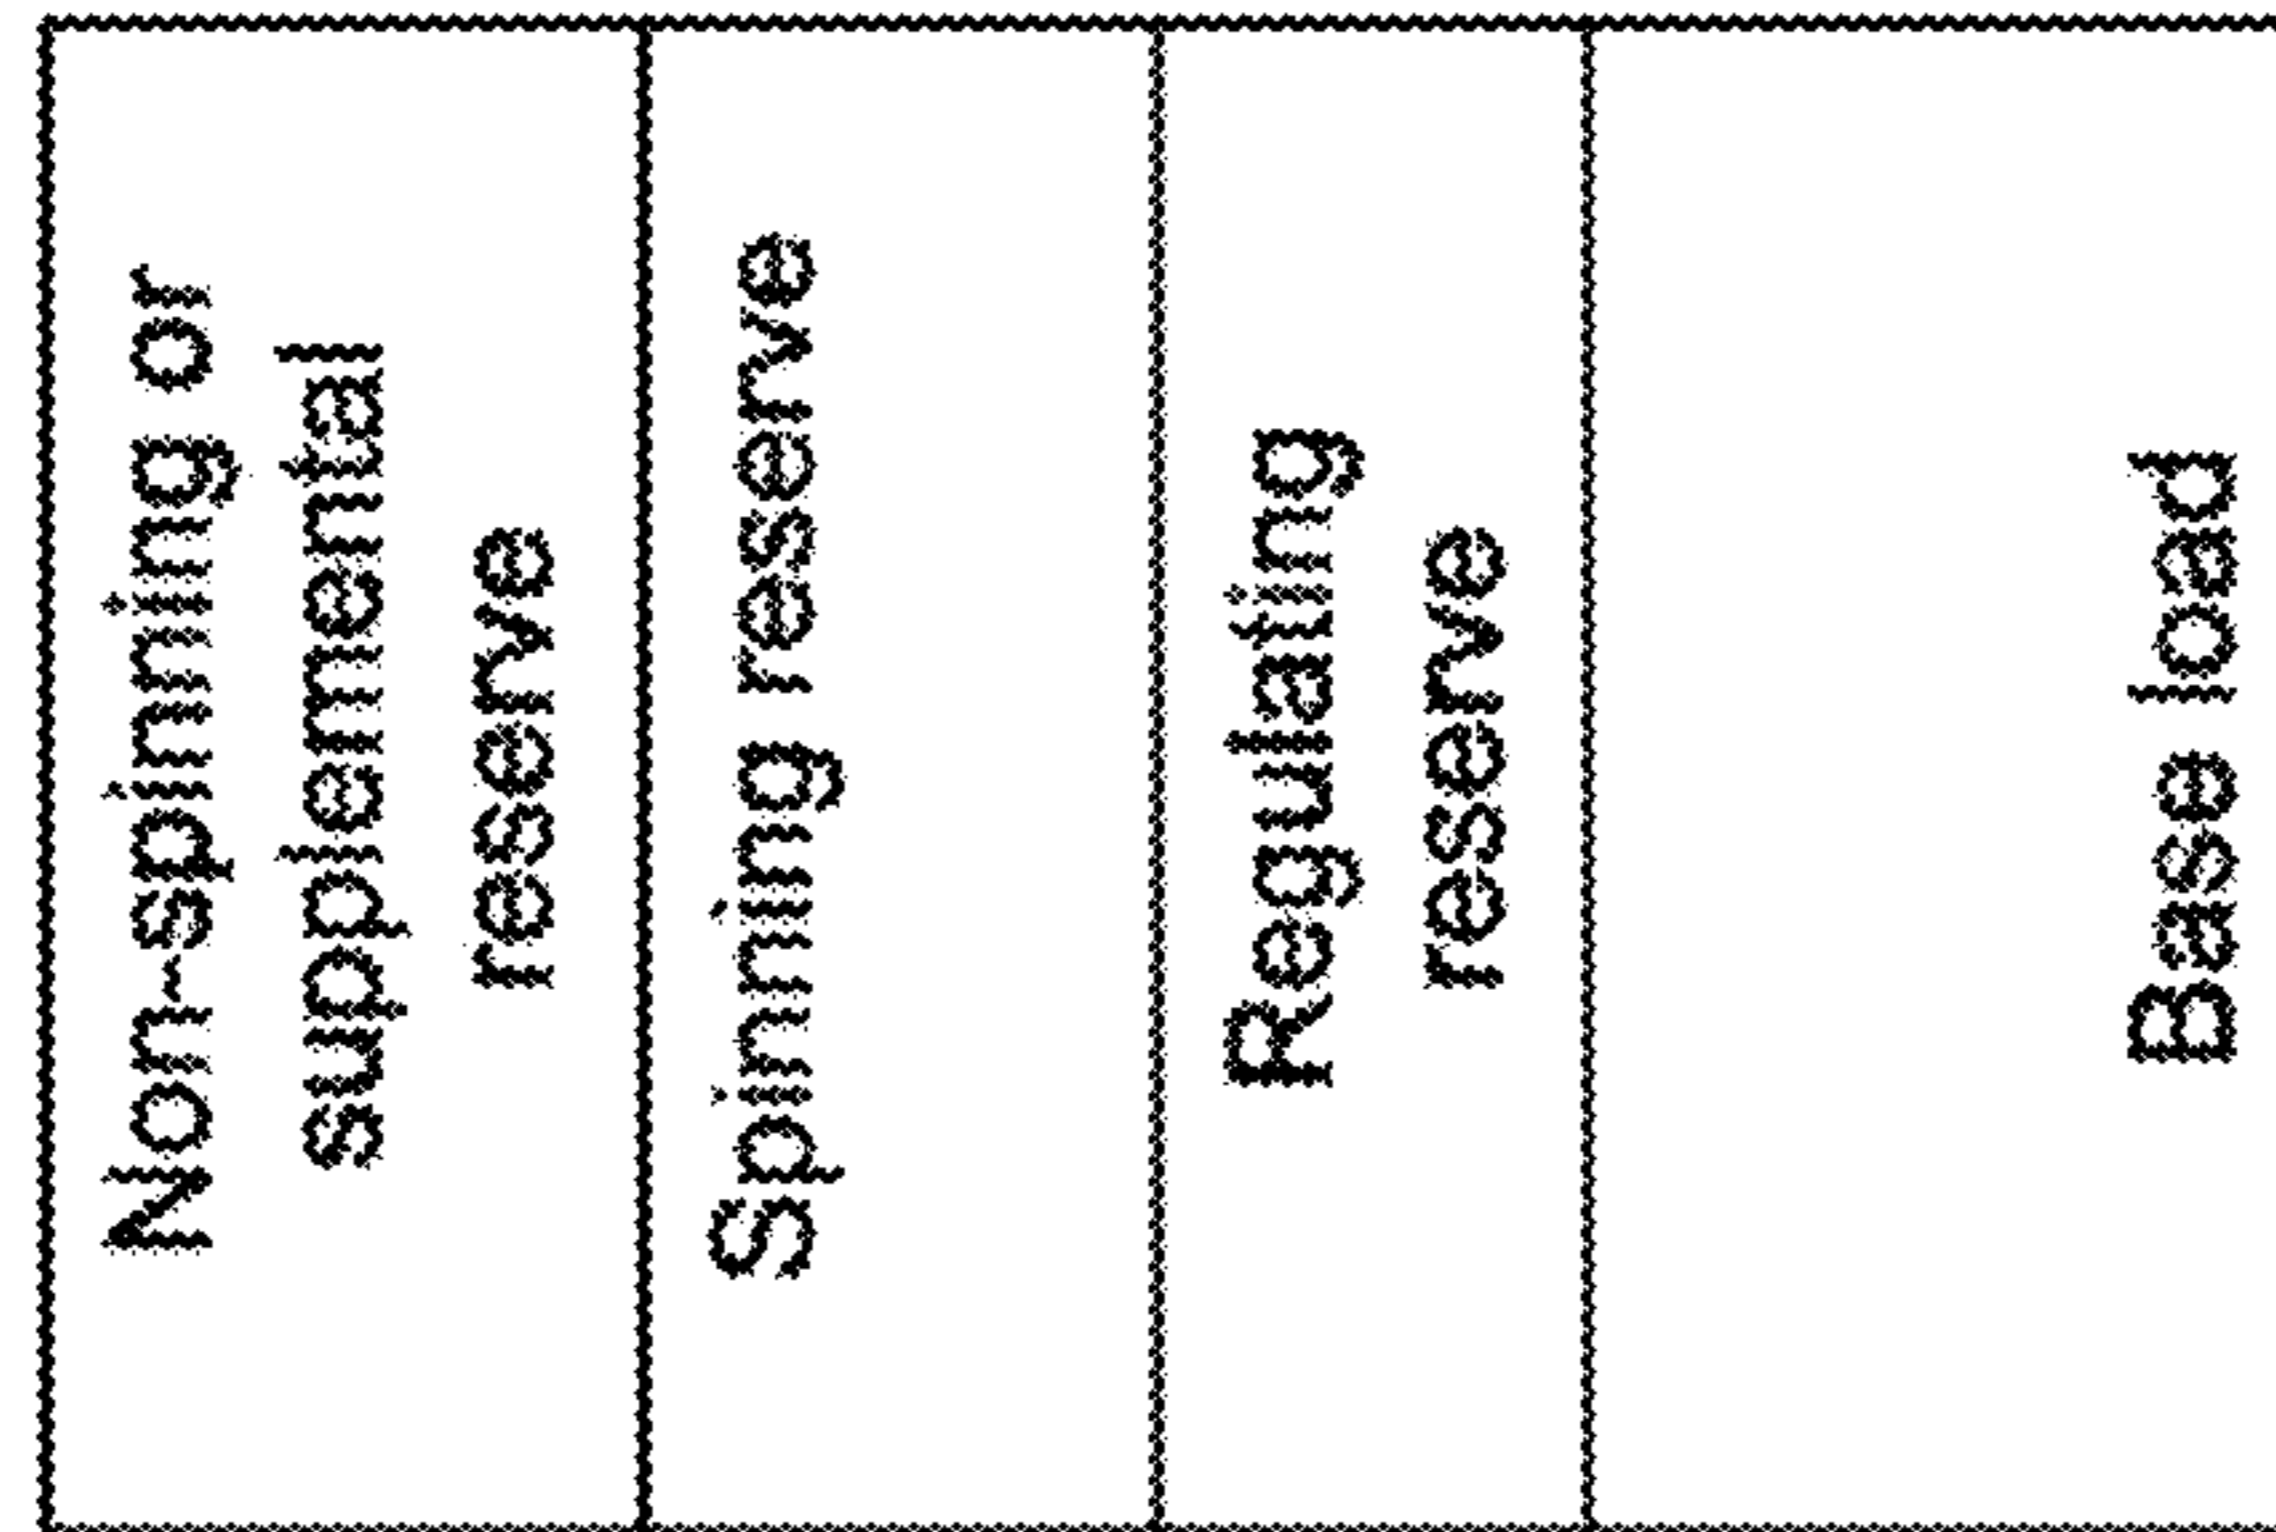 Non-spinning or
supplemental
reserve
Spinning reserve
Regulating
reserve
Base load